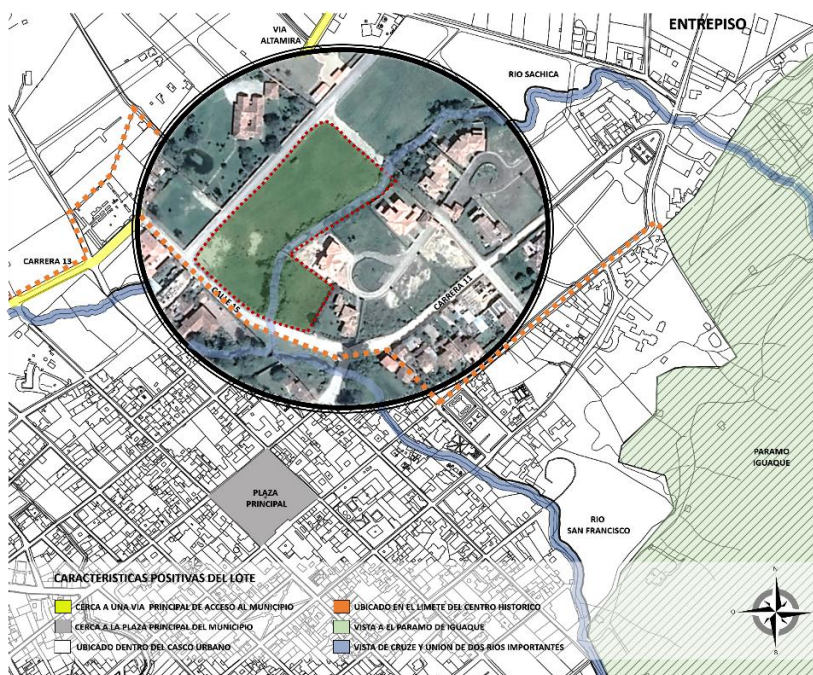 ENTREPISO
VIA
ALTAMIRA
RIO SACHICA
CARRERA 13
CALLE 15
CARRERA 11
PARAMO
IGUAQUE
PLAZA
PRINCIPAL
RIO
SAN FRANCISCO
CARACTERISTICAS POSITIVAS DEL LOTE
CERCA A UNA VIA PRINCIPAL DE ACCESO AL MUNICIPIO
UBICADO EN EL LIMETE DEL CENTRO HISTORICO
CERCA A LA PLAZA PRINCIPAL DEL MUNICIPIO
VISTA A EL PARAMO DE IGUAQUE
UBICADO DENTRO DEL CASCO URBANO
VISTA DE CRUZE Y UNION DE DOS RIOS IMPORTANTES
N
O
E
S